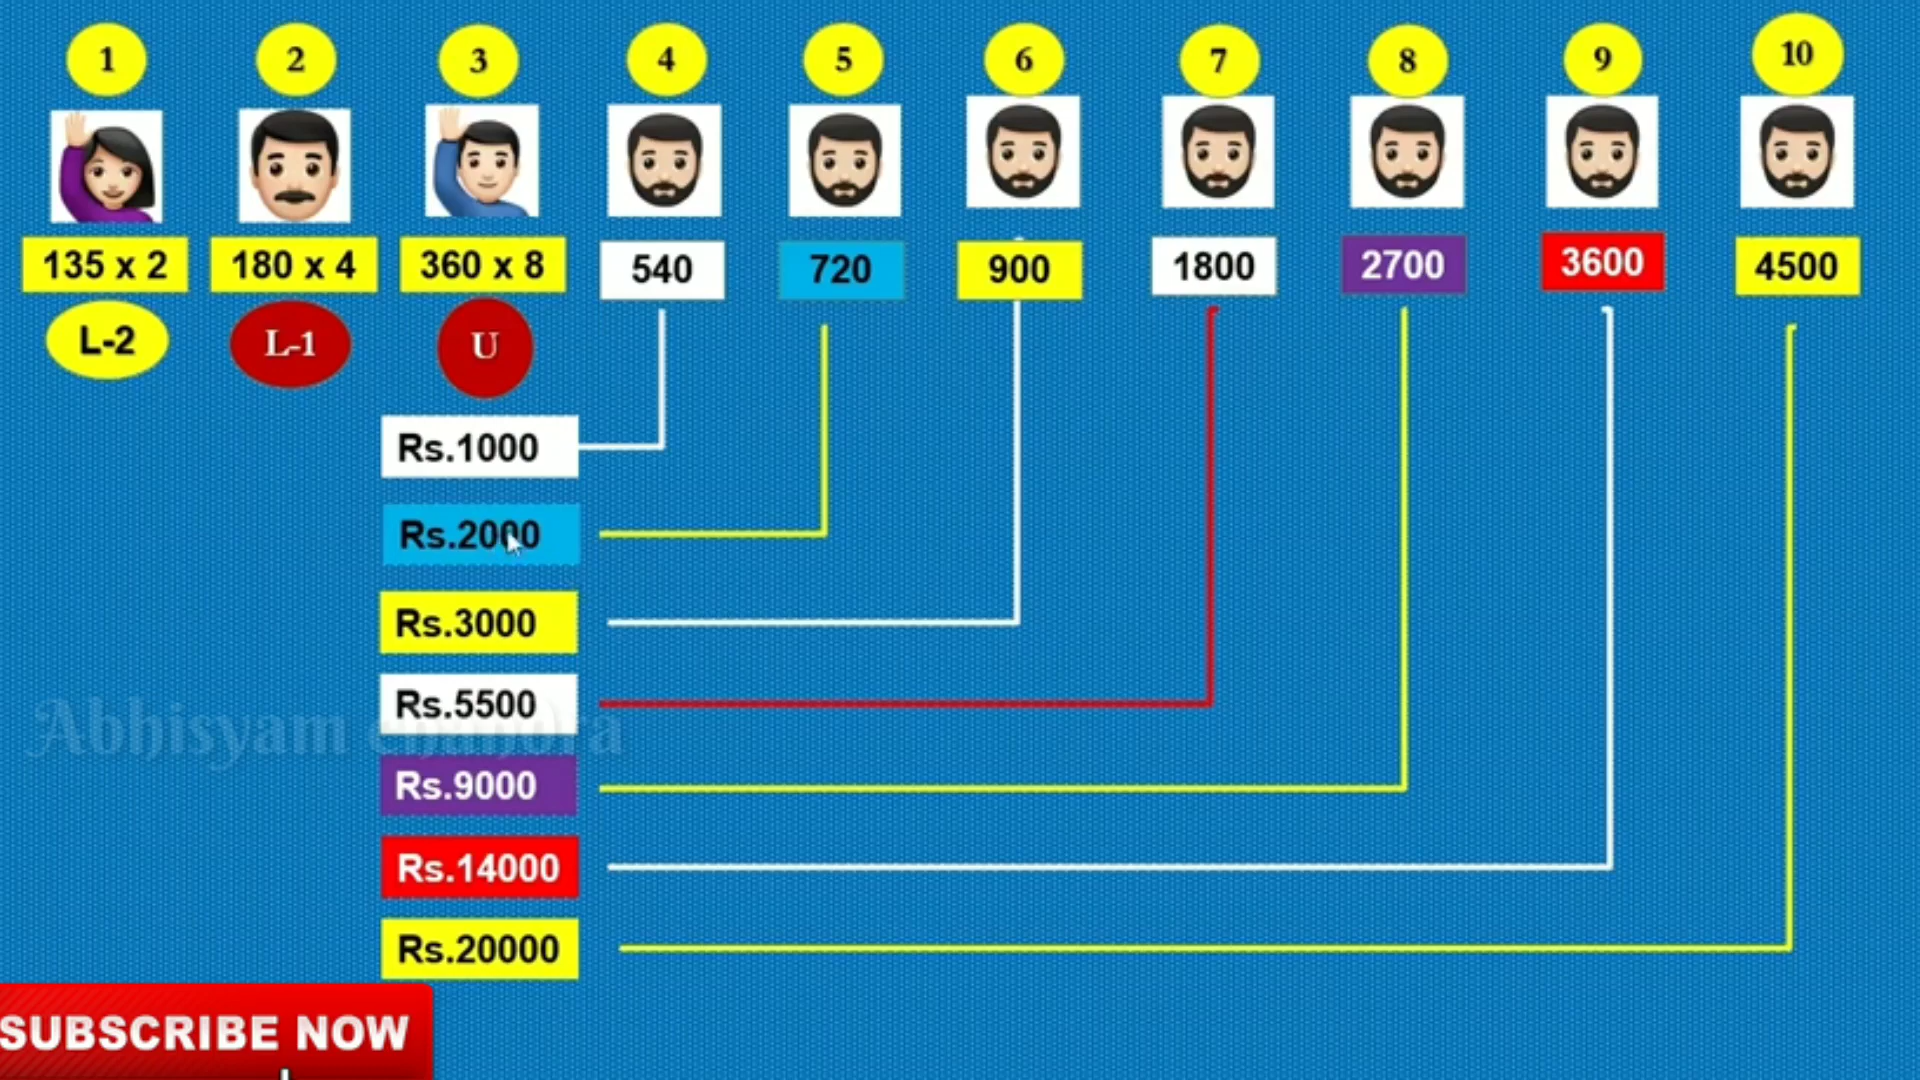 1 2 3 4 5 6 7 8 9 10
135 x 2 180 x 4 360 x 8 540 720 900 1800 2700 3600 4500
L-2 L-1 U
Rs.1000
Rs.2000
Rs.3000
Rs.5500
Abhisyam chandra
Rs.9000
Rs.14000
Rs.20000
SUBSCRIBE NOW